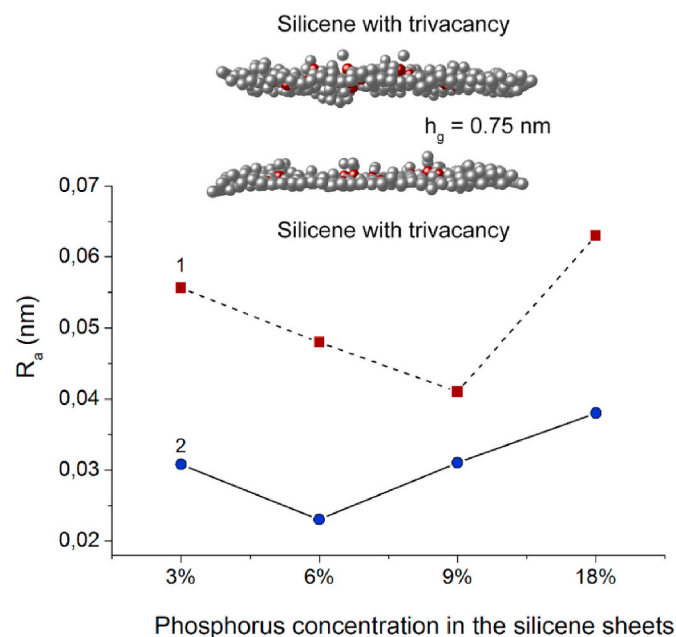 Silicene with trivacancy
h_g = 0.75 nm
Silicene with trivacancy
0,07
0,06
0,05
0,04
0,03
0,02
R_a (nm)
1
2
3%
6%
9%
18%
Phosphorus concentration in the silicene sheets